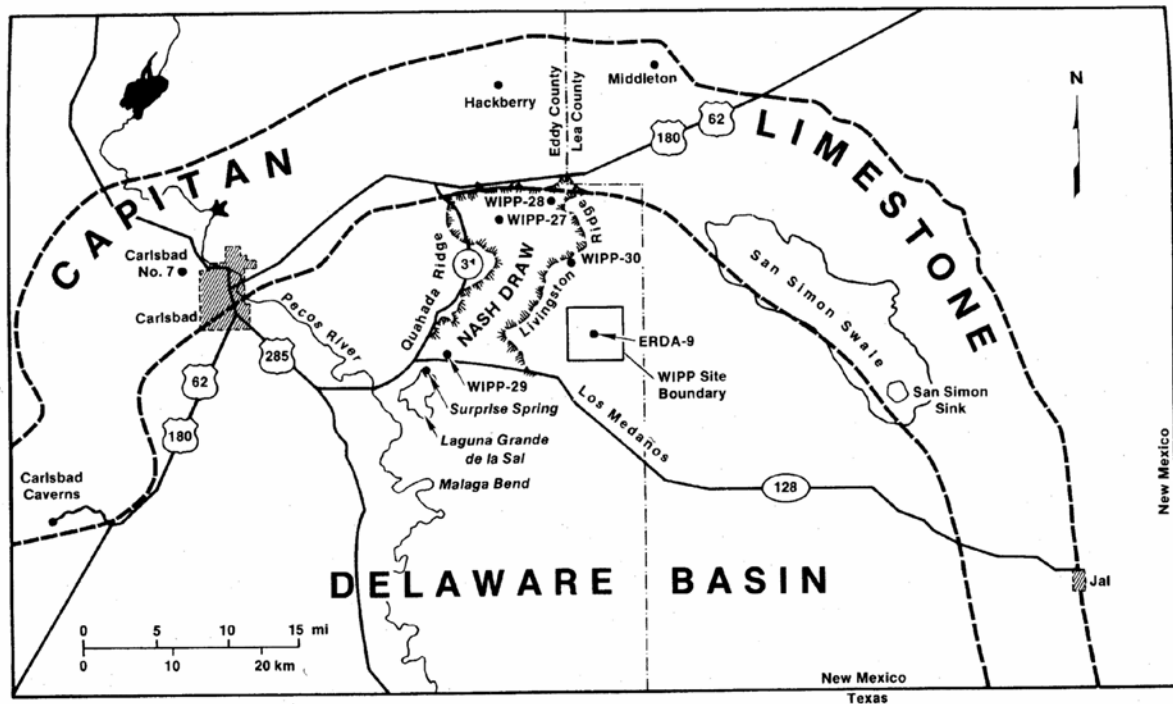 Middleton
Hackberry
Eddy County
Lea County
N
62
180
CAPITAN
LIMESTONE
WIPP-28
WIPP-27
Ridge
WIPP-30
Livingston
Carlsbad
No. 7
Carlsbad
Pecos River
Quahada Ridge
NASH DRAW
San Simon Swale
ERDA-9
WIPP Site
Boundary
San Simon
Sink
285
62
180
WIPP-29
Surprise Spring
Laguna Grande
de la Sal
Malaga Bend
Los Medaños
128
Carlsbad
Caverns
DELAWARE BASIN
Jal
New Mexico
0 5 10 15 mi
0 10 20 km
New Mexico
Texas